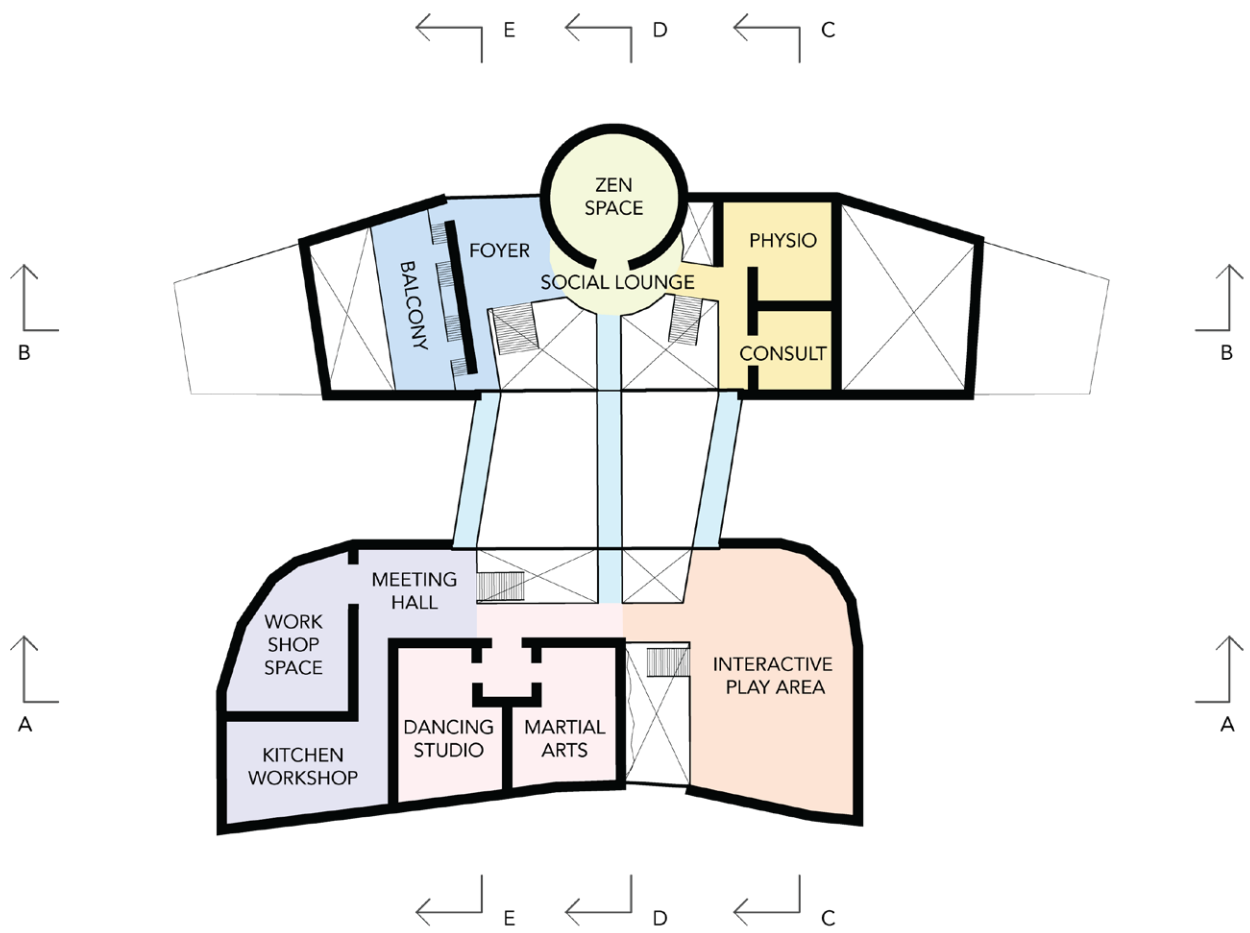 E
D
C
ZEN
SPACE
PHYSIO
FOYER
BALCONY
SOCIAL LOUNGE
B
B
CONSULT
MEETING
HALL
WORK
SHOP
SPACE
INTERACTIVE
PLAY AREA
A
A
DANCING
STUDIO
MARTIAL
ARTS
KITCHEN
WORKSHOP
E
D
C